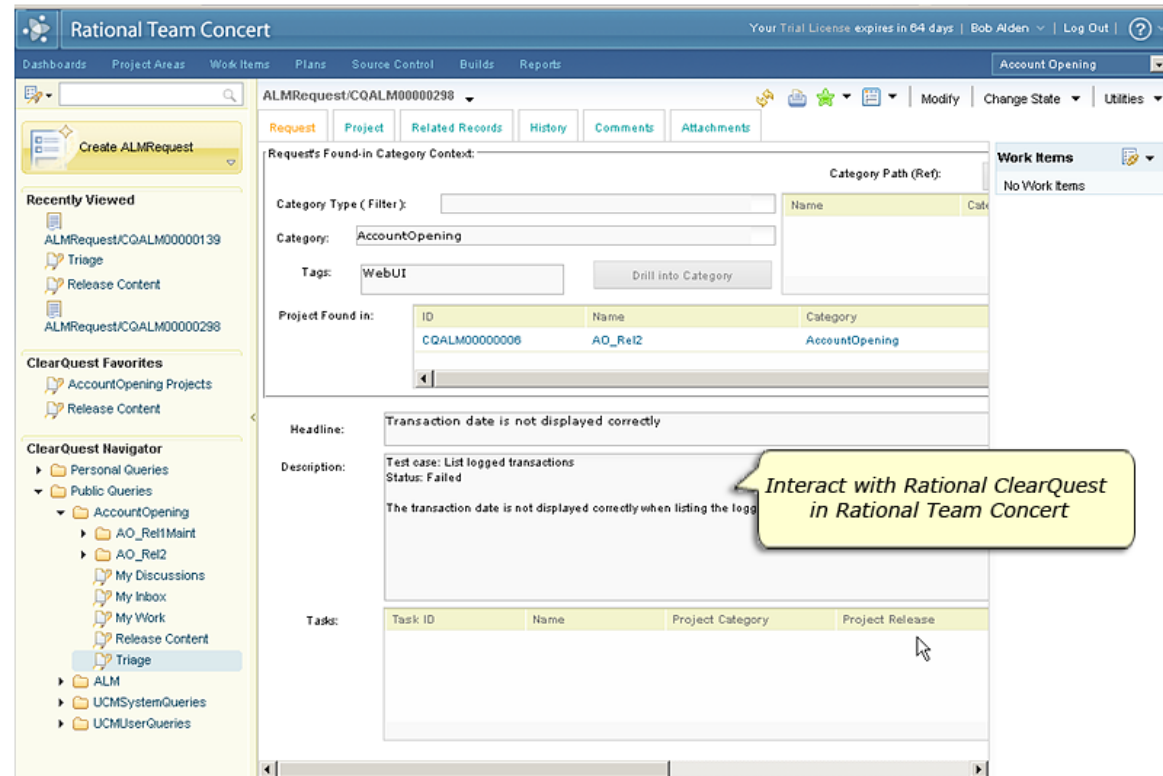 Rational Team Concert
Your Trial License expires in 64 days | Bob Alden | Log Out |
Dashboards Project Areas Work Items Plans Source Control Builds Reports
Account Opening
ALMRequest/CQALM00000298
Modify Change State Utilities
Create ALMRequest
Recently Viewed
ALMRequest/CQALM00000139
Triage
Release Content
ALMRequest/CQALM00000298
ClearQuest Favorites
AccountOpening Projects
Release Content
ClearQuest Navigator
Personal Queries
Public Queries
AccountOpening
AO_Rel1Maint
AO_Rel2
My Discussions
My Inbox
My Work
Release Content
Triage
ALM
UCMSystemQueries
UCMUserQueries
Request Project Related Records History Comments Attachments
Request's Found-in Category Context:
Category Path (Ref):
Category Type ( Filter ):
Name
Category: AccountOpening
Tags: WebUI
Drill into Category
Project Found in:
ID Name Category
CQALM00000006 AO_Rel2 AccountOpening
Headline: Transaction date is not displayed correctly
Description: Test case: List logged transactions
Status: Failed
The transaction date is not displayed correctly when listing the
Interact with Rational ClearQuest
in Rational Team Concert
Tasks: Task ID Name Project Category Project Release
Work Items
No Work Items